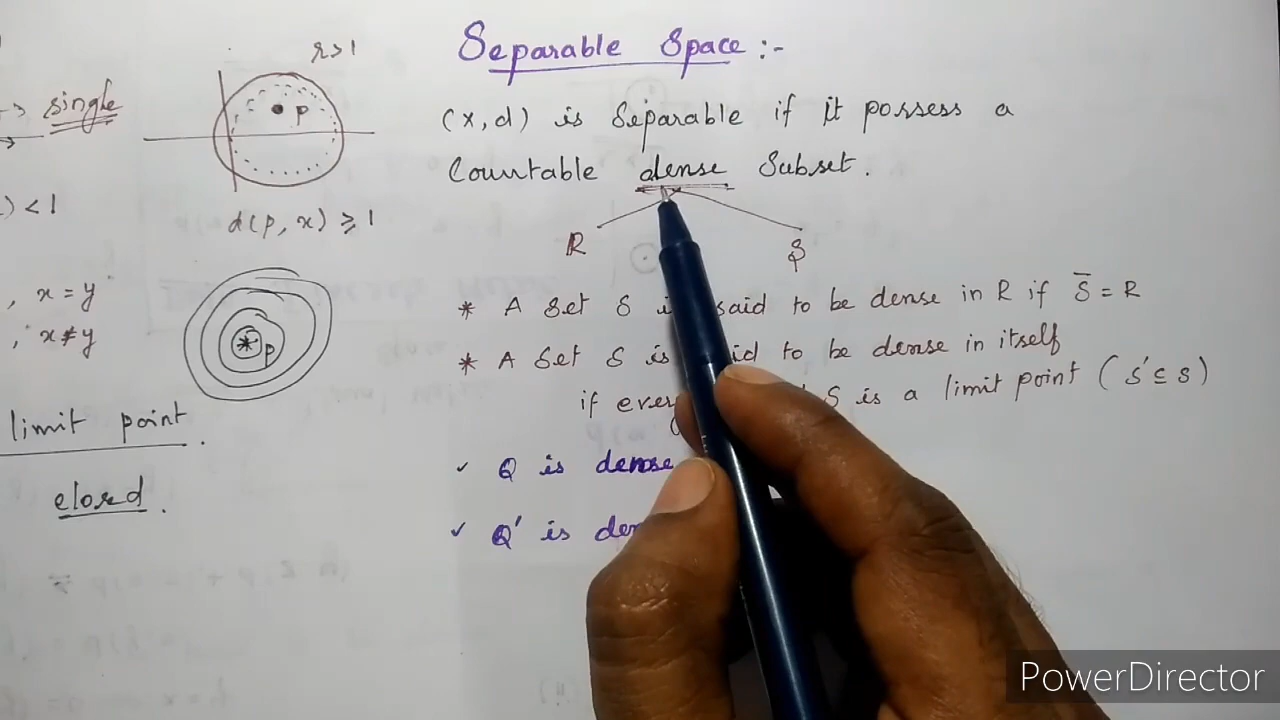 → single
r > 1
p
) < 1
d(p, x) ≥ 1
, x = y
; x ≠ y
p
limit point.
closed.
Separable Space :-
(X, d) is Separable if it possess a
Countable dense Subset.
R S
* A Set S is said to be dense in R if S̅ = R
* A Set S is said to be dense in itself
if every S is a limit point ( S' ⊆ S )
✓ Q is dense
✓ Q' is
PowerDirector